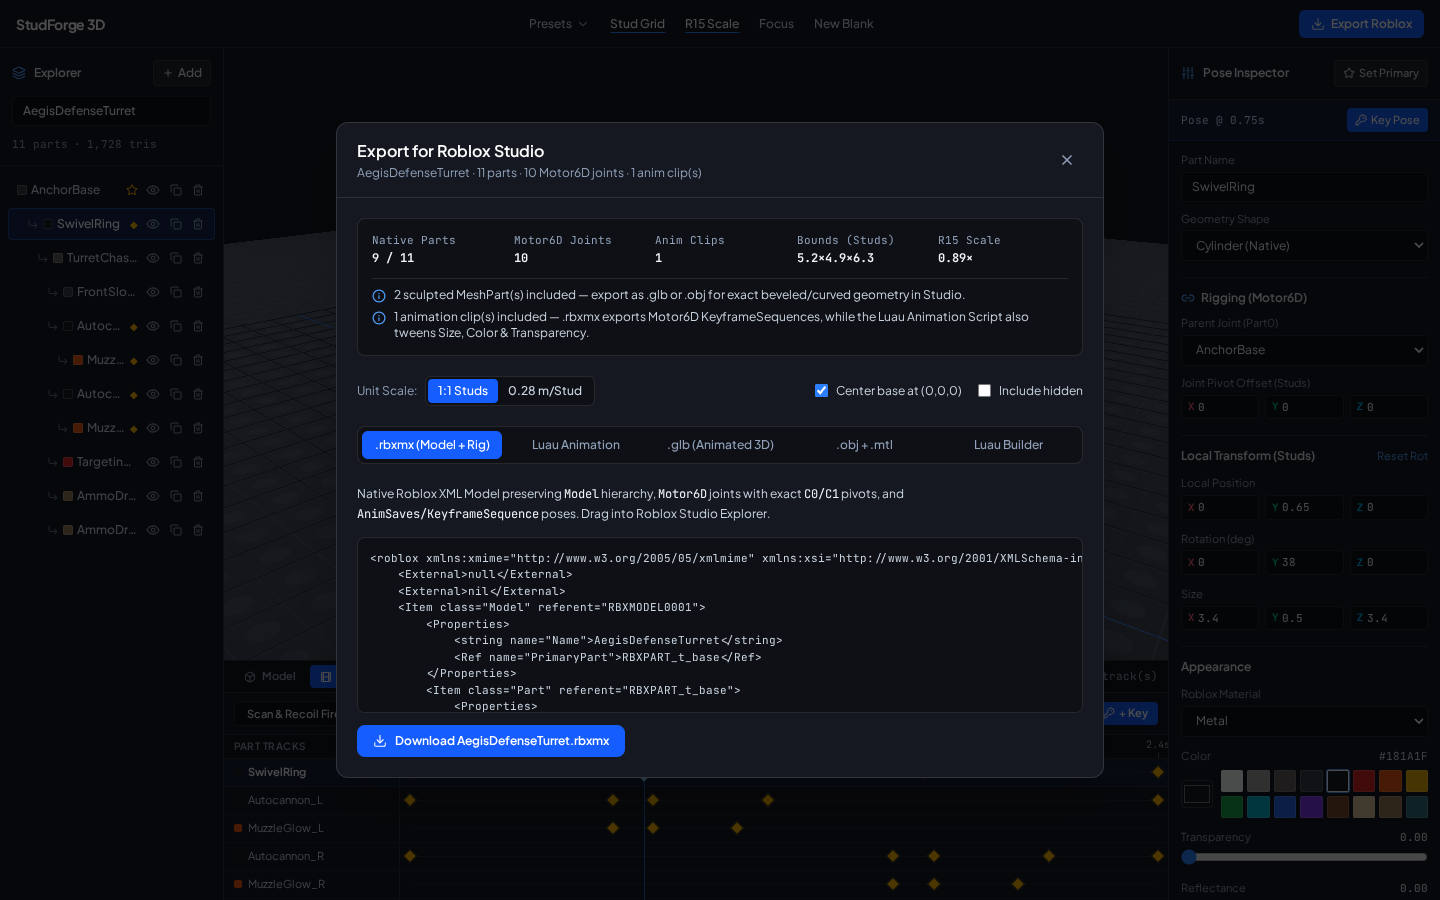 StudForge 3D
Presets
Stud Grid
R15 Scale
Focus
New Blank
Export Roblox
Explorer
Add
AegisDefenseTurret
11 parts · 1,728 tris
AnchorBase
SwivelRing
TurretChas...
FrontSlo...
Autoc...
Muzz...
Autoc...
Muzz...
Targetin...
AmmoDr...
AmmoDr...
Export for Roblox Studio
AegisDefenseTurret · 11 parts · 10 Motor6D joints · 1 anim clip(s)
Native Parts
9 / 11
Motor6D Joints
10
Anim Clips
1
Bounds (Studs)
5.2×4.9×6.3
R15 Scale
0.89×
2 sculpted MeshPart(s) included — export as .glb or .obj for exact beveled/curved geometry in Studio.
1 animation clip(s) included — .rbxmx exports Motor6D KeyframeSequences, while the Luau Animation Script also
tweens Size, Color & Transparency.
Unit Scale:
1:1 Studs
0.28 m/Stud
Center base at (0,0,0)
Include hidden
.rbxmx (Model + Rig)
Luau Animation
.glb (Animated 3D)
.obj + .mtl
Luau Builder
Native Roblox XML Model preserving Model hierarchy, Motor6D joints with exact C0/C1 pivots, and
AnimSaves/KeyframeSequence poses. Drag into Roblox Studio Explorer.
<roblox xmlns:xmime="http://www.w3.org/2005/05/xmlmime" xmlns:xsi="http://www.w3.org/2001/XMLSchema-in
<External>null</External>
<External>nil</External>
<Item class="Model" referent="RBXMODEL0001">
<Properties>
<string name="Name">AegisDefenseTurret</string>
<Ref name="PrimaryPart">RBXPART_t_base</Ref>
</Properties>
<Item class="Part" referent="RBXPART_t_base">
<Properties>
Download AegisDefenseTurret.rbxmx
Model
track(s)
Scan & Recoil Fir
+ Key
PART TRACKS
2.4s
SwivelRing
Autocannon_L
MuzzleGlow_L
Autocannon_R
MuzzleGlow_R
Pose Inspector
Set Primary
Pose @ 0.75s
Key Pose
Part Name
SwivelRing
Geometry Shape
Cylinder (Native)
Rigging (Motor6D)
Parent Joint (Part0)
AnchorBase
Joint Pivot Offset (Studs)
X 0
Y 0
Z 0
Local Transform (Studs)
Reset Rot
Local Position
X 0
Y 0.65
Z 0
Rotation (deg)
X 0
Y 38
Z 0
Size
X 3.4
Y 0.5
Z 3.4
Appearance
Roblox Material
Metal
Color
#181A1F
Transparency
0.00
Reflectance
0.00